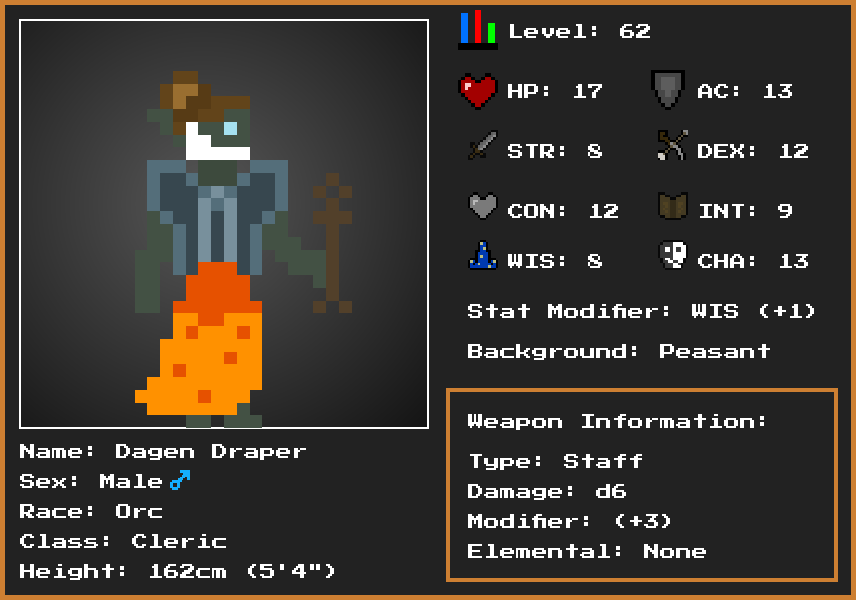 Level: 62
HP: 17
AC: 13
STR: 8
DEX: 12
CON: 12
INT: 9
WIS: 8
CHA: 13
Stat Modifier: WIS (+1)
Background: Peasant
Weapon Information:
Type: Staff
Damage: d6
Modifier: (+3)
Elemental: None
Name: Dagen Draper
Sex: Male♂
Race: Orc
Class: Cleric
Height: 162cm (5'4")